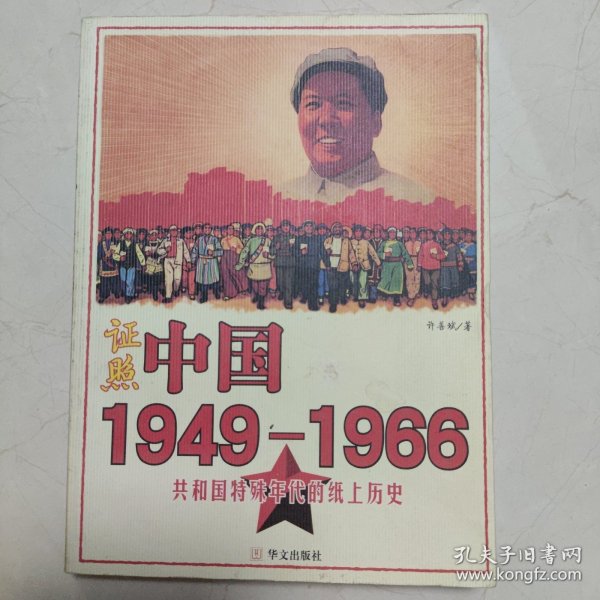 许善斌/著
证照
中国
1949-1966
共和国特殊年代的纸上历史
华文出版社
孔夫子旧书网
www.kongfz.com